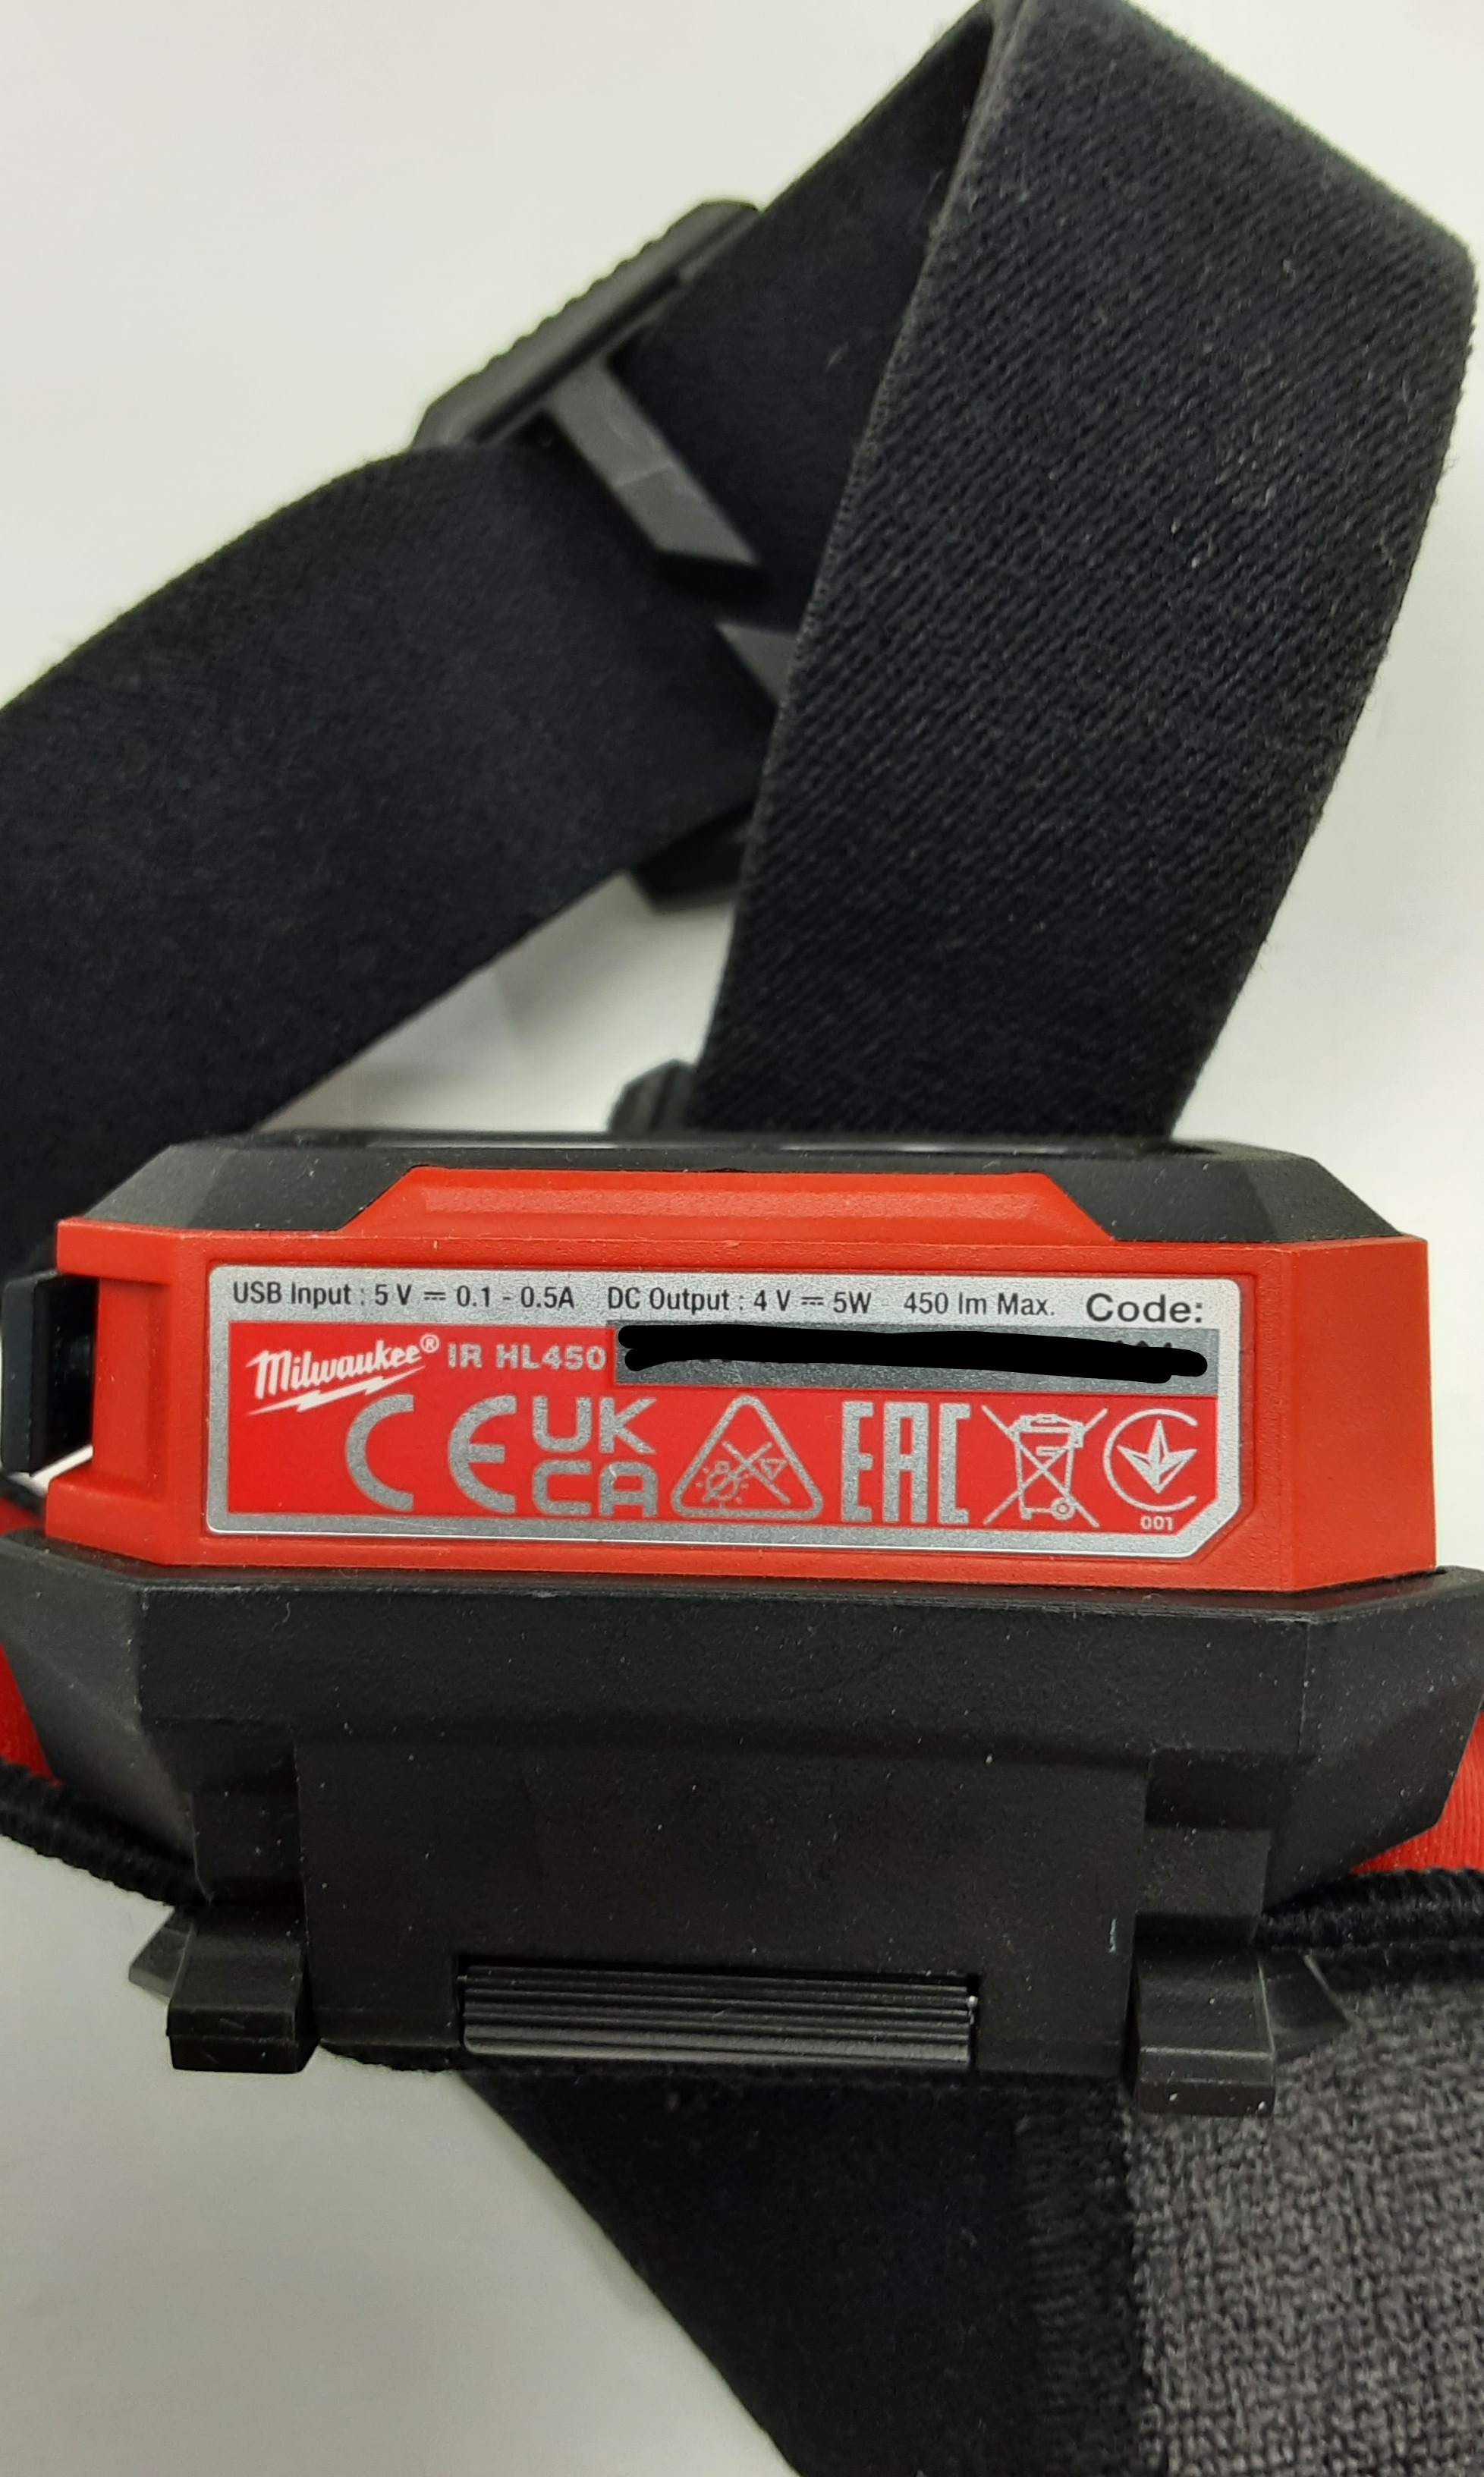 USB Input : 5 V ⎓ 0.1 - 0.5A DC Output : 4 V ⎓ 5W 450 lm Max. Code:
Milwaukee® IR HL450
CE UK CA EAC
001